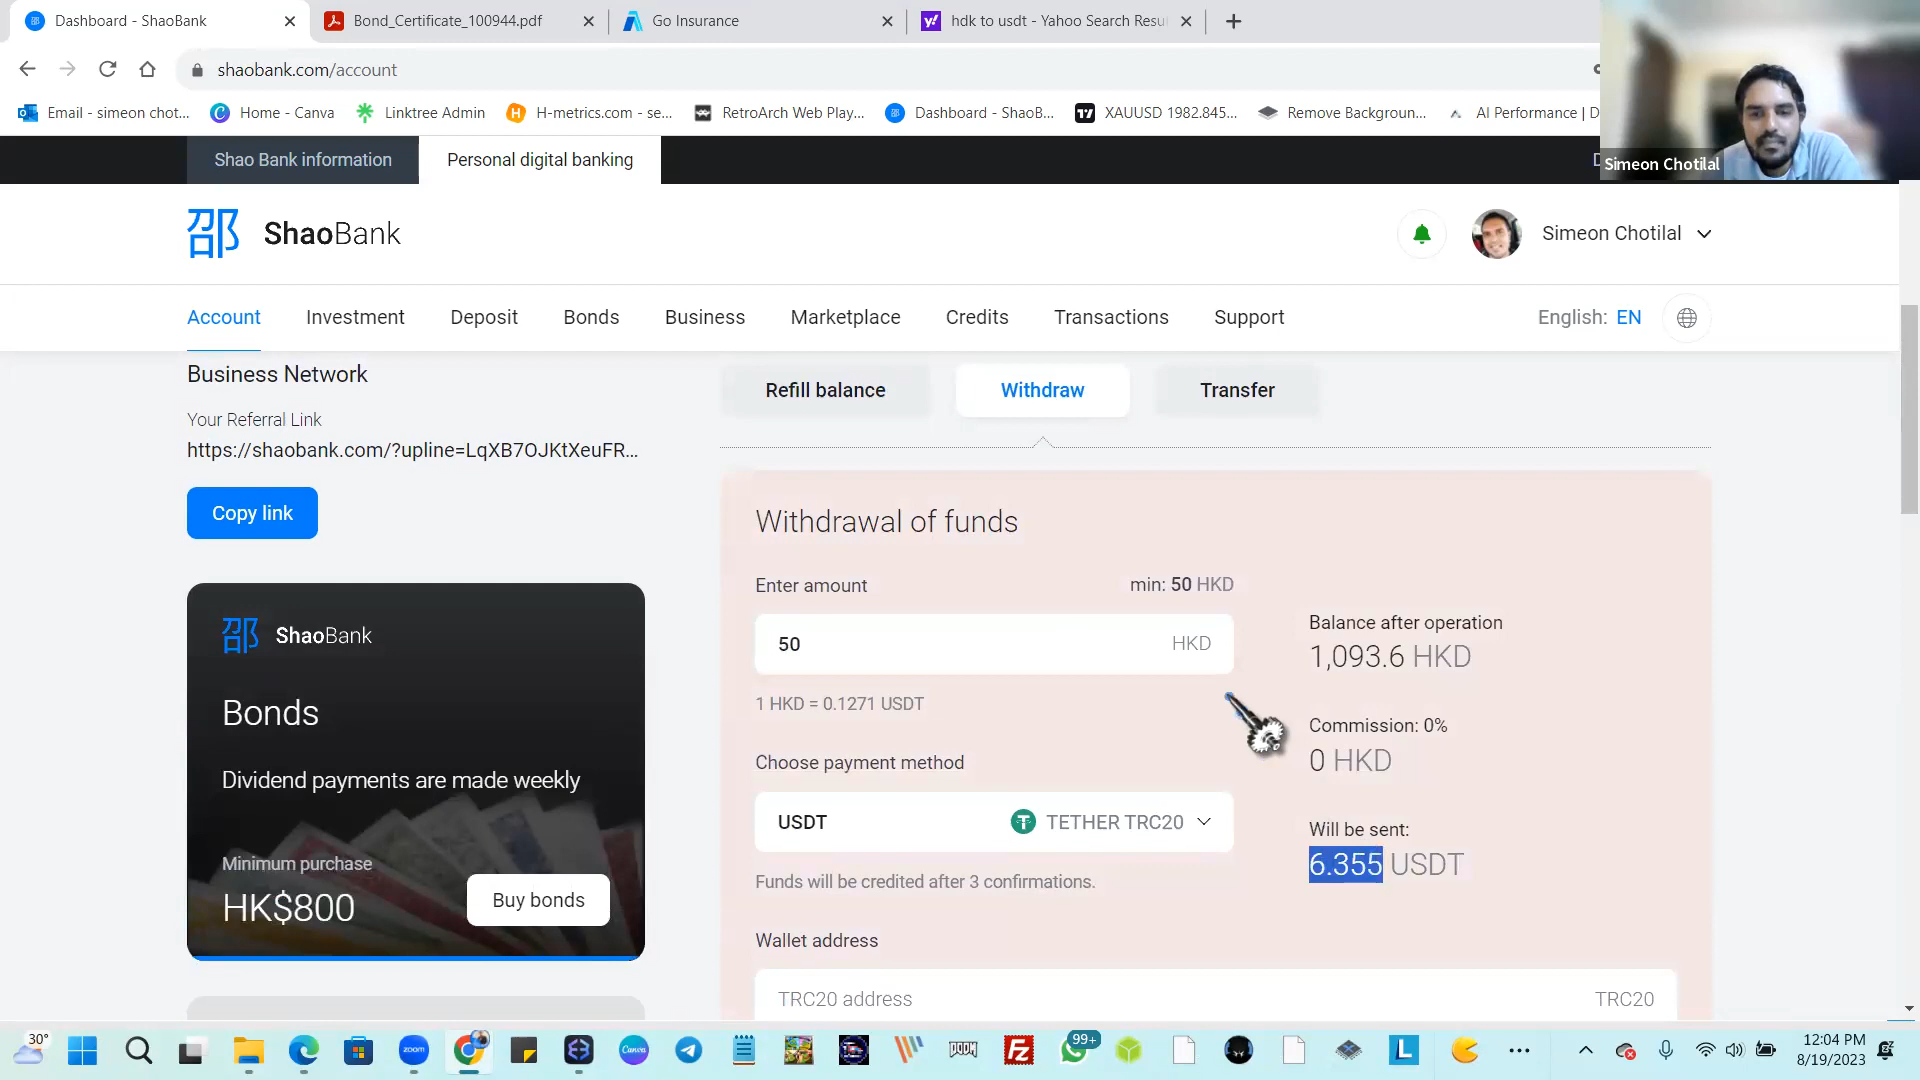 Dashboard - ShaoBank
Bond_Certificate_100944.pdf
Go Insurance
hdk to usdt - Yahoo Search Resu
shaobank.com/account
Email - simeon chot...
Home - Canva
Linktree Admin
H-metrics.com - se...
RetroArch Web Play...
Dashboard - ShaoB...
XAUUSD 1982.845...
Remove Backgroun...
AI Performance | D
Simeon Chotilal
Shao Bank information
Personal digital banking
邵 ShaoBank
Simeon Chotilal
Account
Investment
Deposit
Bonds
Business
Marketplace
Credits
Transactions
Support
English: EN
Business Network
Your Referral Link
https://shaobank.com/?upline=LqXB7OJKtXeuFR...
Copy link
邵 ShaoBank
Bonds
Dividend payments are made weekly
Minimum purchase
HK$800
Buy bonds
Refill balance
Withdraw
Transfer
Withdrawal of funds
Enter amount
min: 50 HKD
50 HKD
1 HKD = 0.1271 USDT
Choose payment method
USDT
TETHER TRC20
Funds will be credited after 3 confirmations.
Wallet address
TRC20 address
TRC20
Balance after operation
1,093.6 HKD
Commission: 0%
0 HKD
Will be sent:
6.355 USDT
30°
zoom
Canva
DOOM
FZ
99+
L
12:04 PM
8/19/2023